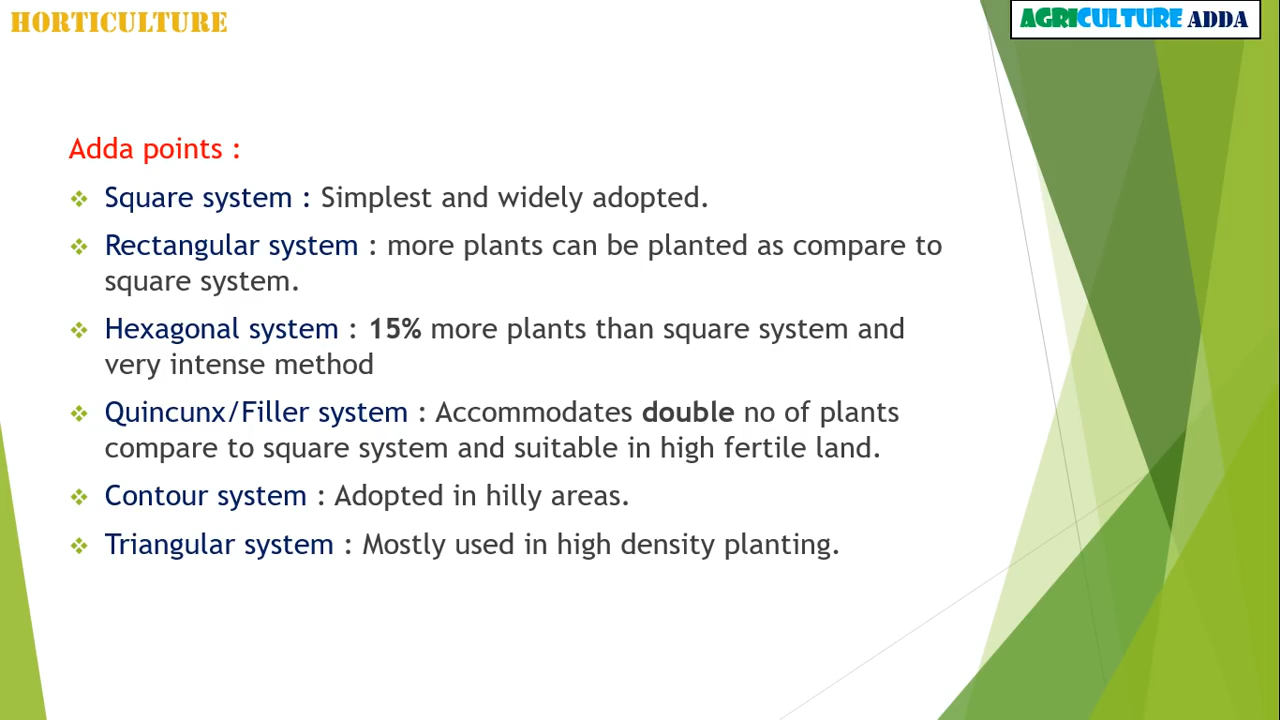 HORTICULTURE
AGRICULTURE ADDA
Adda points :
❖ Square system : Simplest and widely adopted.
❖ Rectangular system : more plants can be planted as compare to
square system.
❖ Hexagonal system : 15% more plants than square system and
very intense method
❖ Quincunx/Filler system : Accommodates double no of plants
compare to square system and suitable in high fertile land.
❖ Contour system : Adopted in hilly areas.
❖ Triangular system : Mostly used in high density planting.